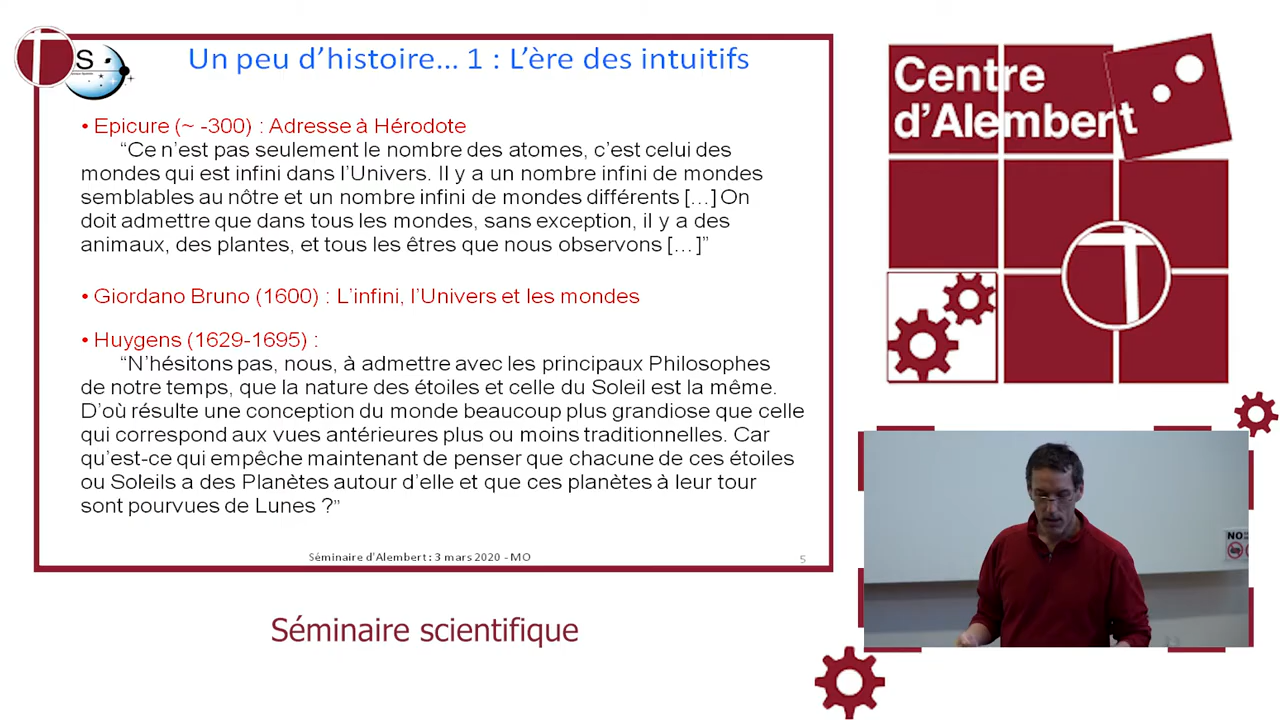 S
Un peu d'histoire... 1 : L'ère des intuitifs
• Epicure (~ -300) : Adresse à Hérodote
“Ce n'est pas seulement le nombre des atomes, c'est celui des
mondes qui est infini dans l'Univers. Il y a un nombre infini de mondes
semblables au nôtre et un nombre infini de mondes différents [...] On
doit admettre que dans tous les mondes, sans exception, il y a des
animaux, des plantes, et tous les êtres que nous observons [...]”
• Giordano Bruno (1600) : L'infini, l'Univers et les mondes
• Huygens (1629-1695) :
“N'hésitons pas, nous, à admettre avec les principaux Philosophes
de notre temps, que la nature des étoiles et celle du Soleil est la même.
D'où résulte une conception du monde beaucoup plus grandiose que celle
qui correspond aux vues antérieures plus ou moins traditionnelles. Car
qu'est-ce qui empêche maintenant de penser que chacune de ces étoiles
ou Soleils a des Planètes autour d'elle et que ces planètes à leur tour
sont pourvues de Lunes ?”
Séminaire d'Alembert : 3 mars 2020 - MO
5
Séminaire scientifique
Centre
d'Alembert
NO